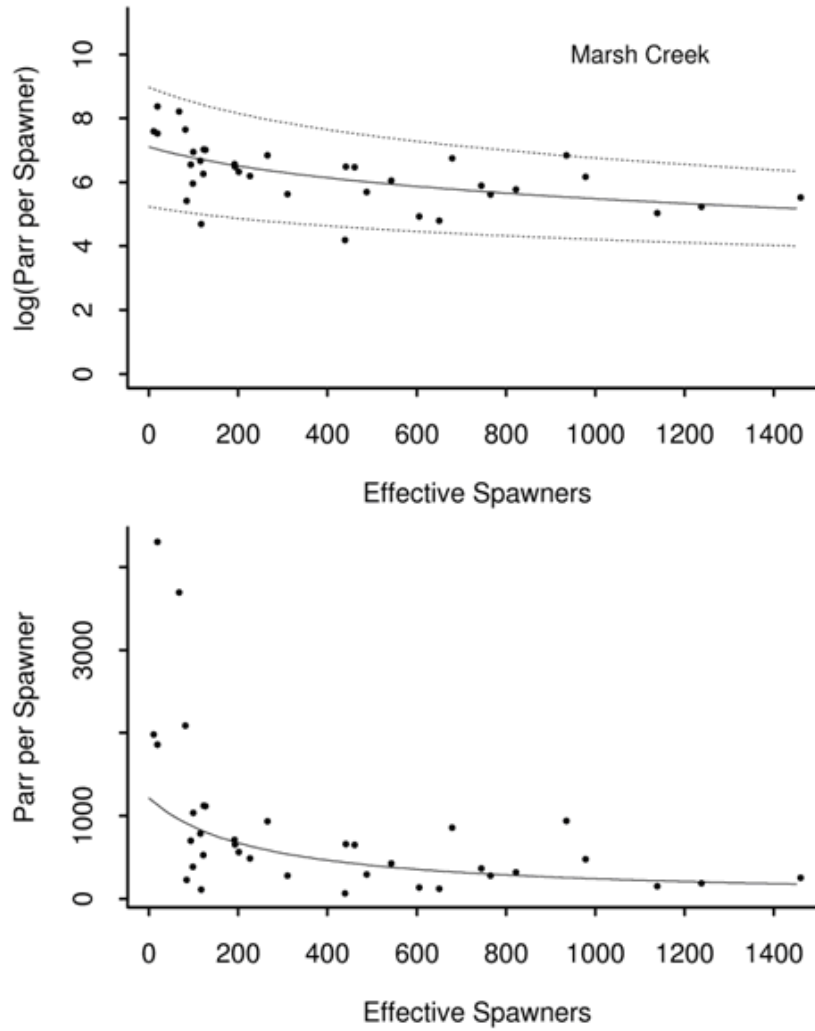 Marsh Creek
log(Parr per Spawner)
10
8
6
4
2
0
0 200 400 600 800 1000 1200 1400
Effective Spawners
Parr per Spawner
3000
1000
0
0 200 400 600 800 1000 1200 1400
Effective Spawners